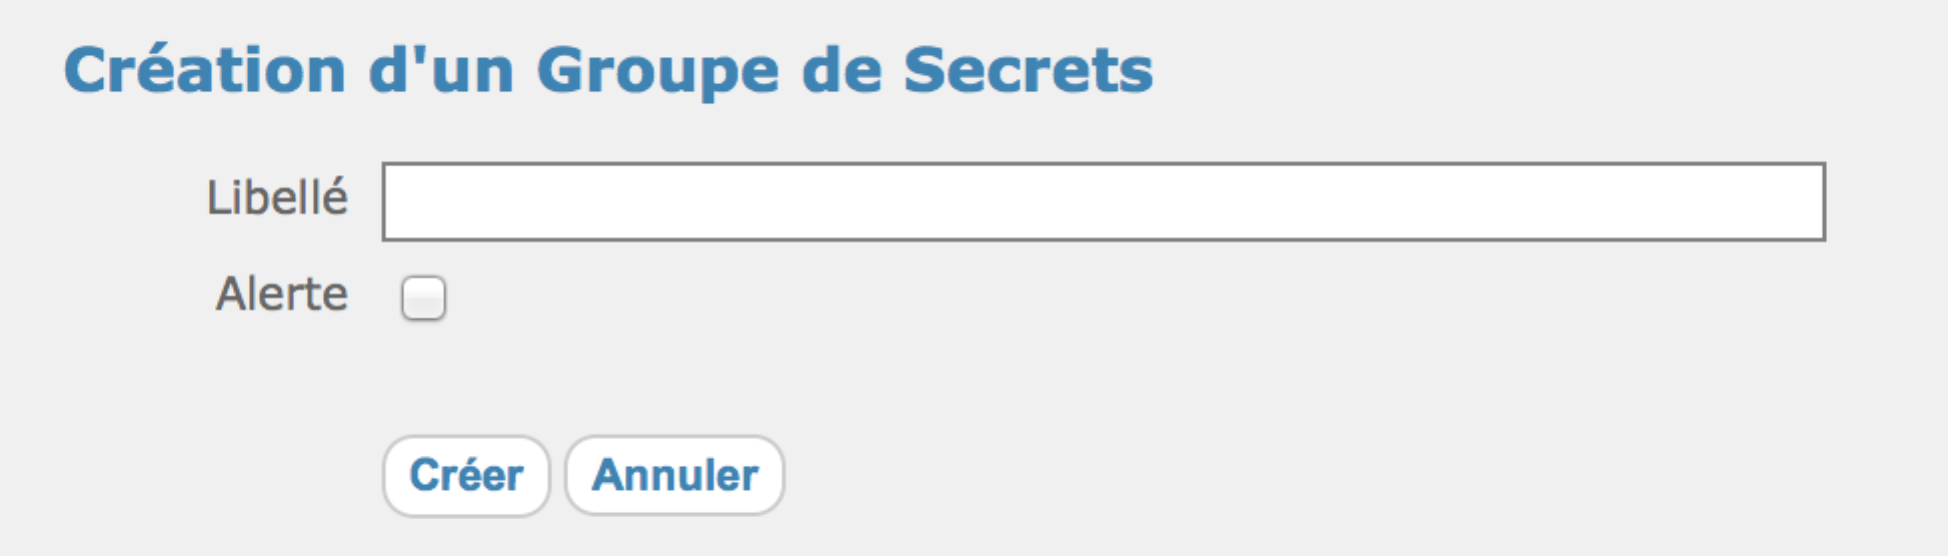 Création d'un Groupe de Secrets
Libellé
Alerte
Créer Annuler